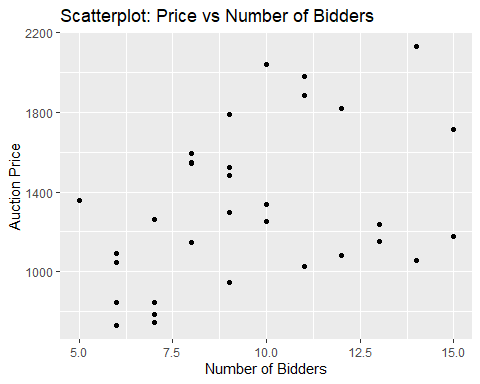 Scatterplot: Price vs Number of Bidders
2200
1800
1400
1000
Auction Price
5.0 7.5 10.0 12.5 15.0
Number of Bidders